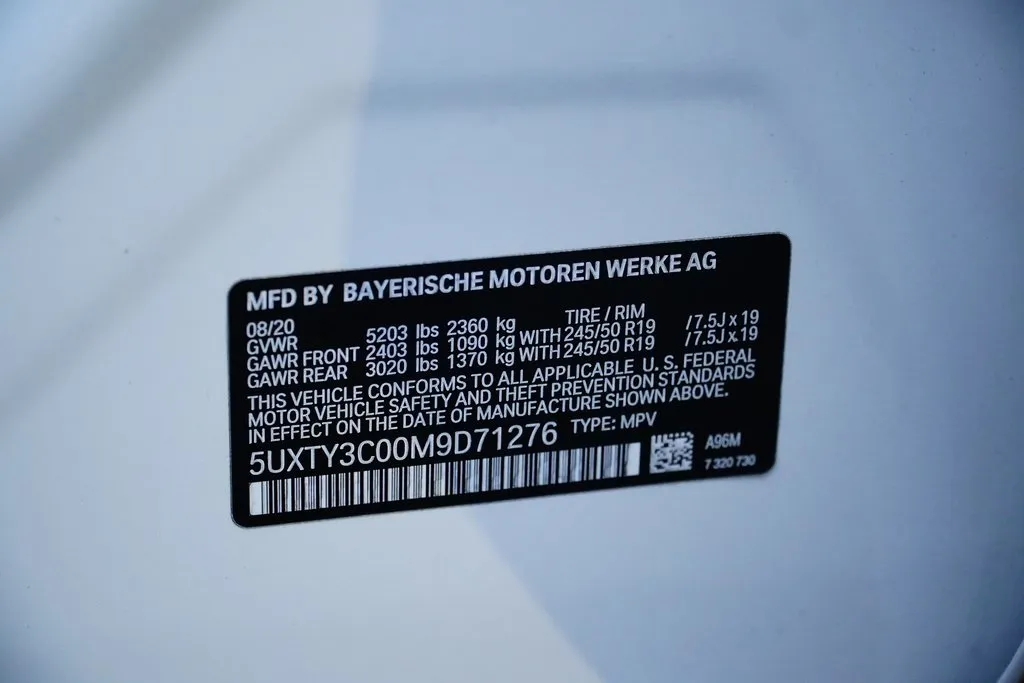 MFD BY BAYERISCHE MOTOREN WERKE AG
08/20 TIRE / RIM
GVWR 5203 lbs 2360 kg
GAWR FRONT 2403 lbs 1090 kg WITH 245/50 R19 /7.5J x 19
GAWR REAR 3020 lbs 1370 kg WITH 245/50 R19 /7.5J x 19
THIS VEHICLE CONFORMS TO ALL APPLICABLE U. S. FEDERAL
MOTOR VEHICLE SAFETY AND THEFT PREVENTION STANDARDS
IN EFFECT ON THE DATE OF MANUFACTURE SHOWN ABOVE.
5UXTY3C00M9D71276 TYPE: MPV
A96M
7 320 730